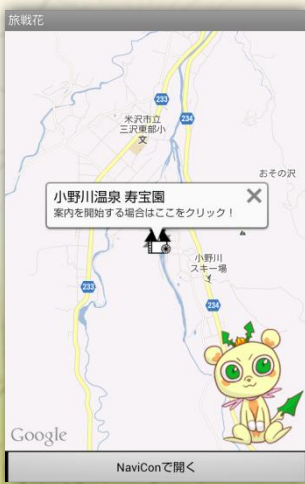 旅戦花
233
米沢市立
三沢東部小
文
234
おその沢
小野川温泉 寿宝園
案内を開始する場合はここをクリック！
小野川
スキー場
233
234
Google
NaviConで開く